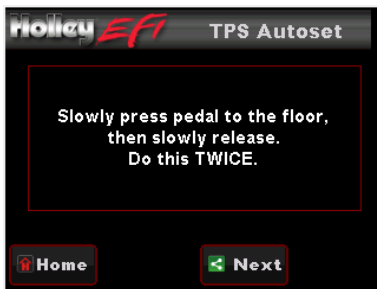 Holley EFI TPS Autoset
Slowly press pedal to the floor,
then slowly release.
Do this TWICE.
Home Next